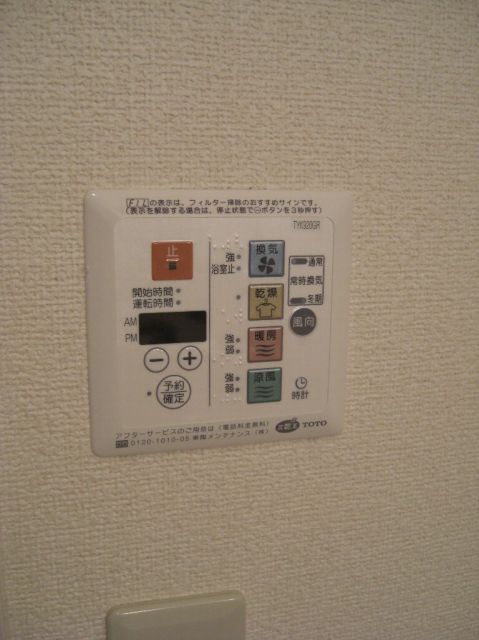 FILの表示は、フィルター掃除のおすすめサインです。
(表示を解除する場合は、停止状態で⊖ボタンを3秒押す)
TYK320GR
止
開始時間
運転時間
AM
PM
− +
予約
確定
強
浴室止
換気
乾燥
強
弱
暖房
強
弱
涼風
通常
常時換気
冬期
風向
時計
アフターサービスのご用命は(電話料金無料)
0120-1010-05 東陶メンテナンス(株)
TOTO